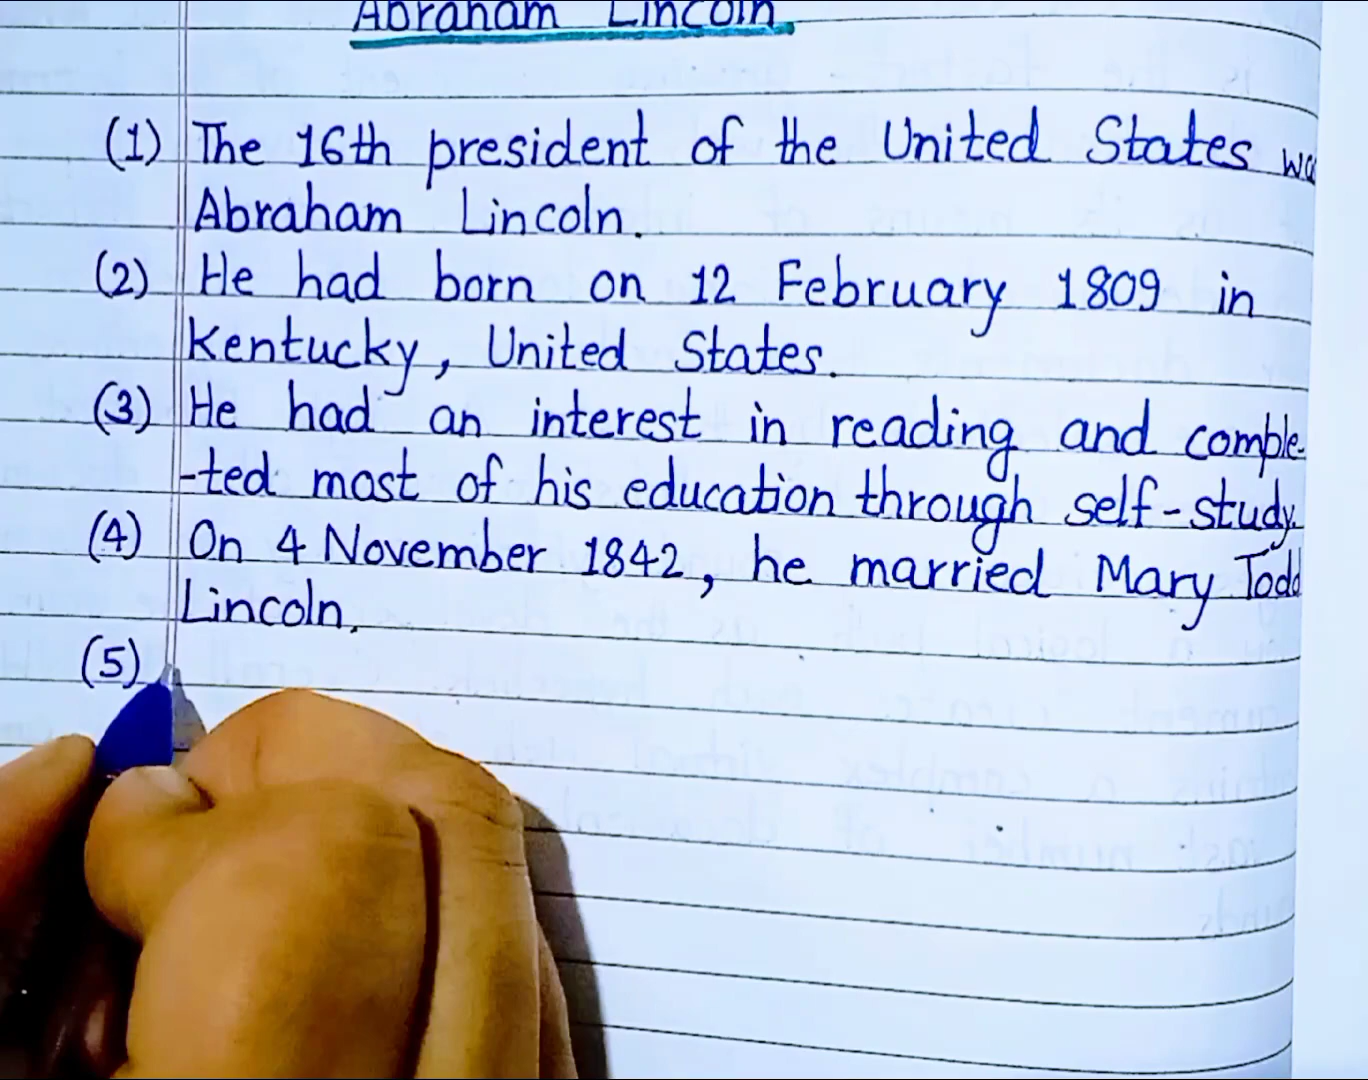 Abraham Lincoln
(1) The 16th president of the United States wa
Abraham Lincoln.
(2) He had born on 12 February 1809 in
Kentucky, United States.
(3) He had an interest in reading and comple-
-ted most of his education through self-study.
(4) On 4 November 1842, he married Mary Todd
Lincoln.
(5)